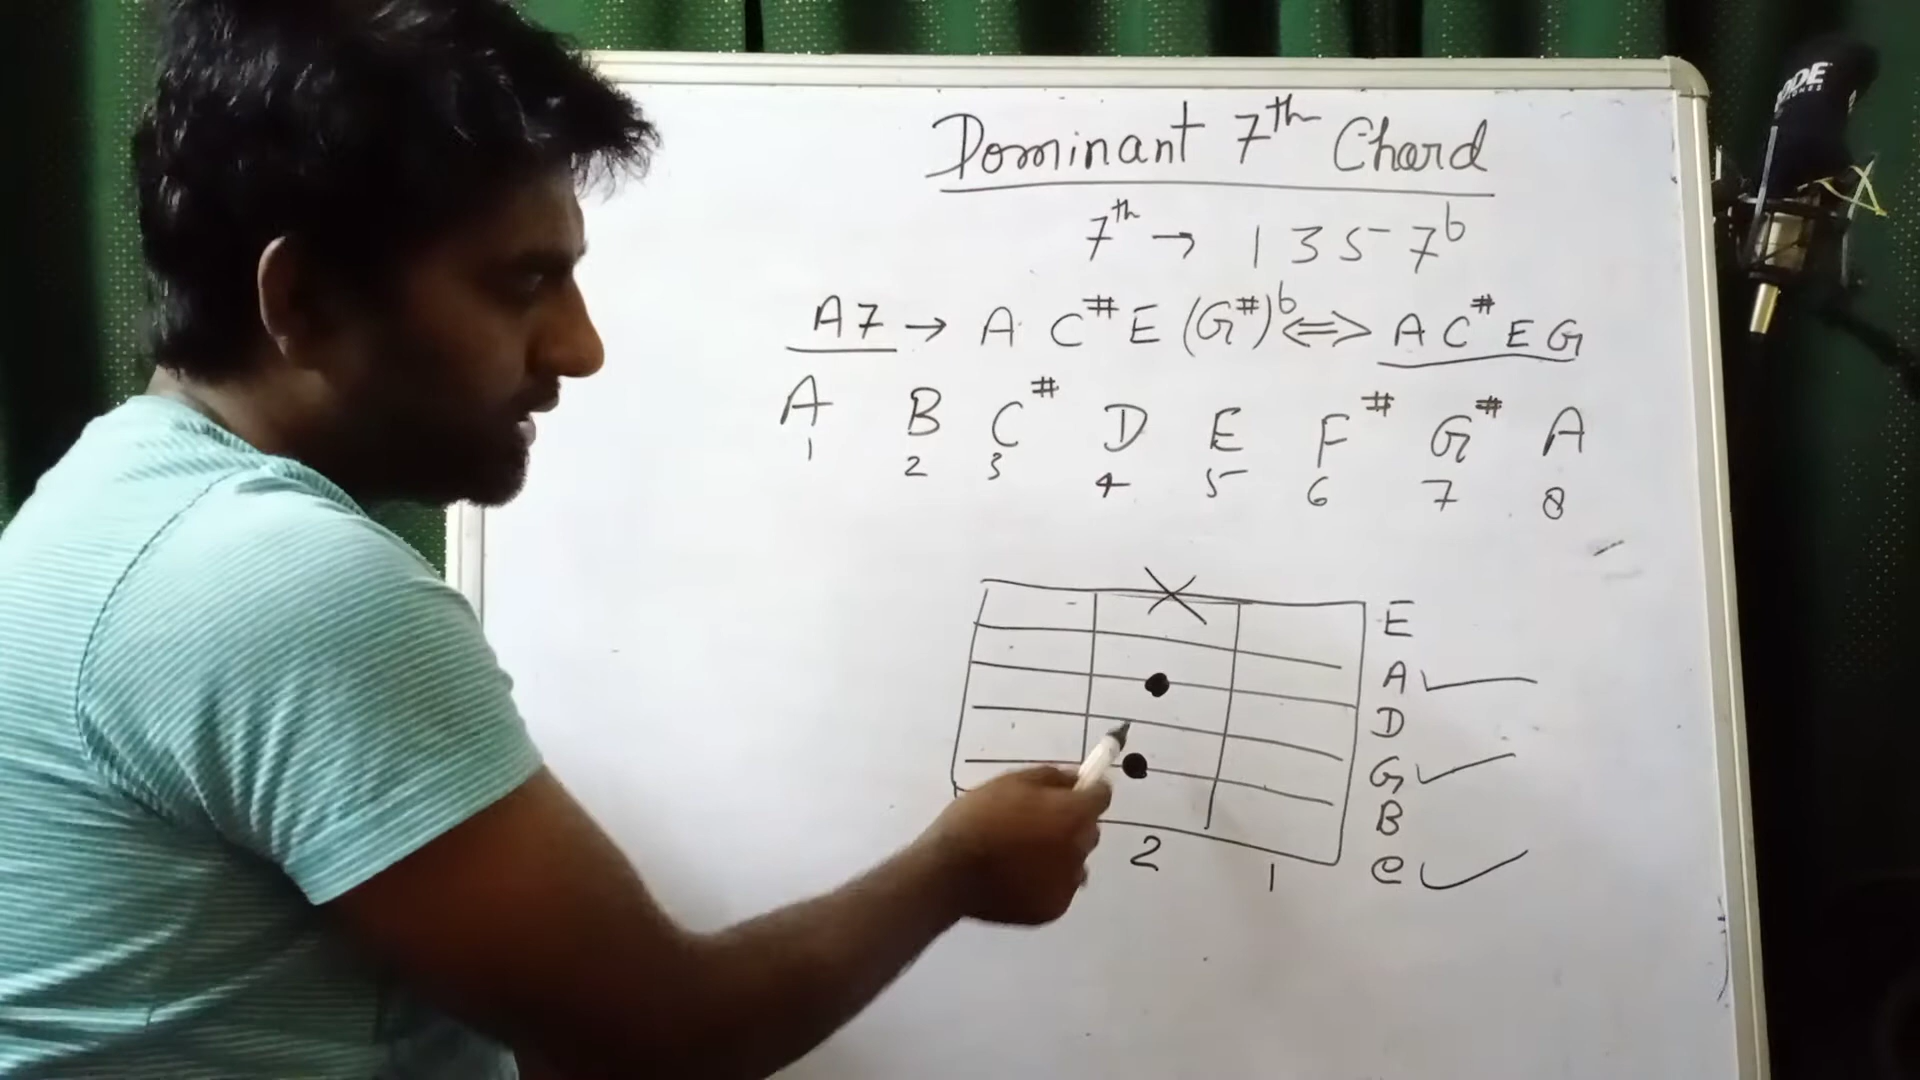 Dominant 7th Chord
7th → 1 3 5 7b
A7 → A C# E (G#)b ⇔ A C# E G
A B C# D E F# G# A
1 2 3 4 5 6 7 8
E
A
D
G
B
e
2 1